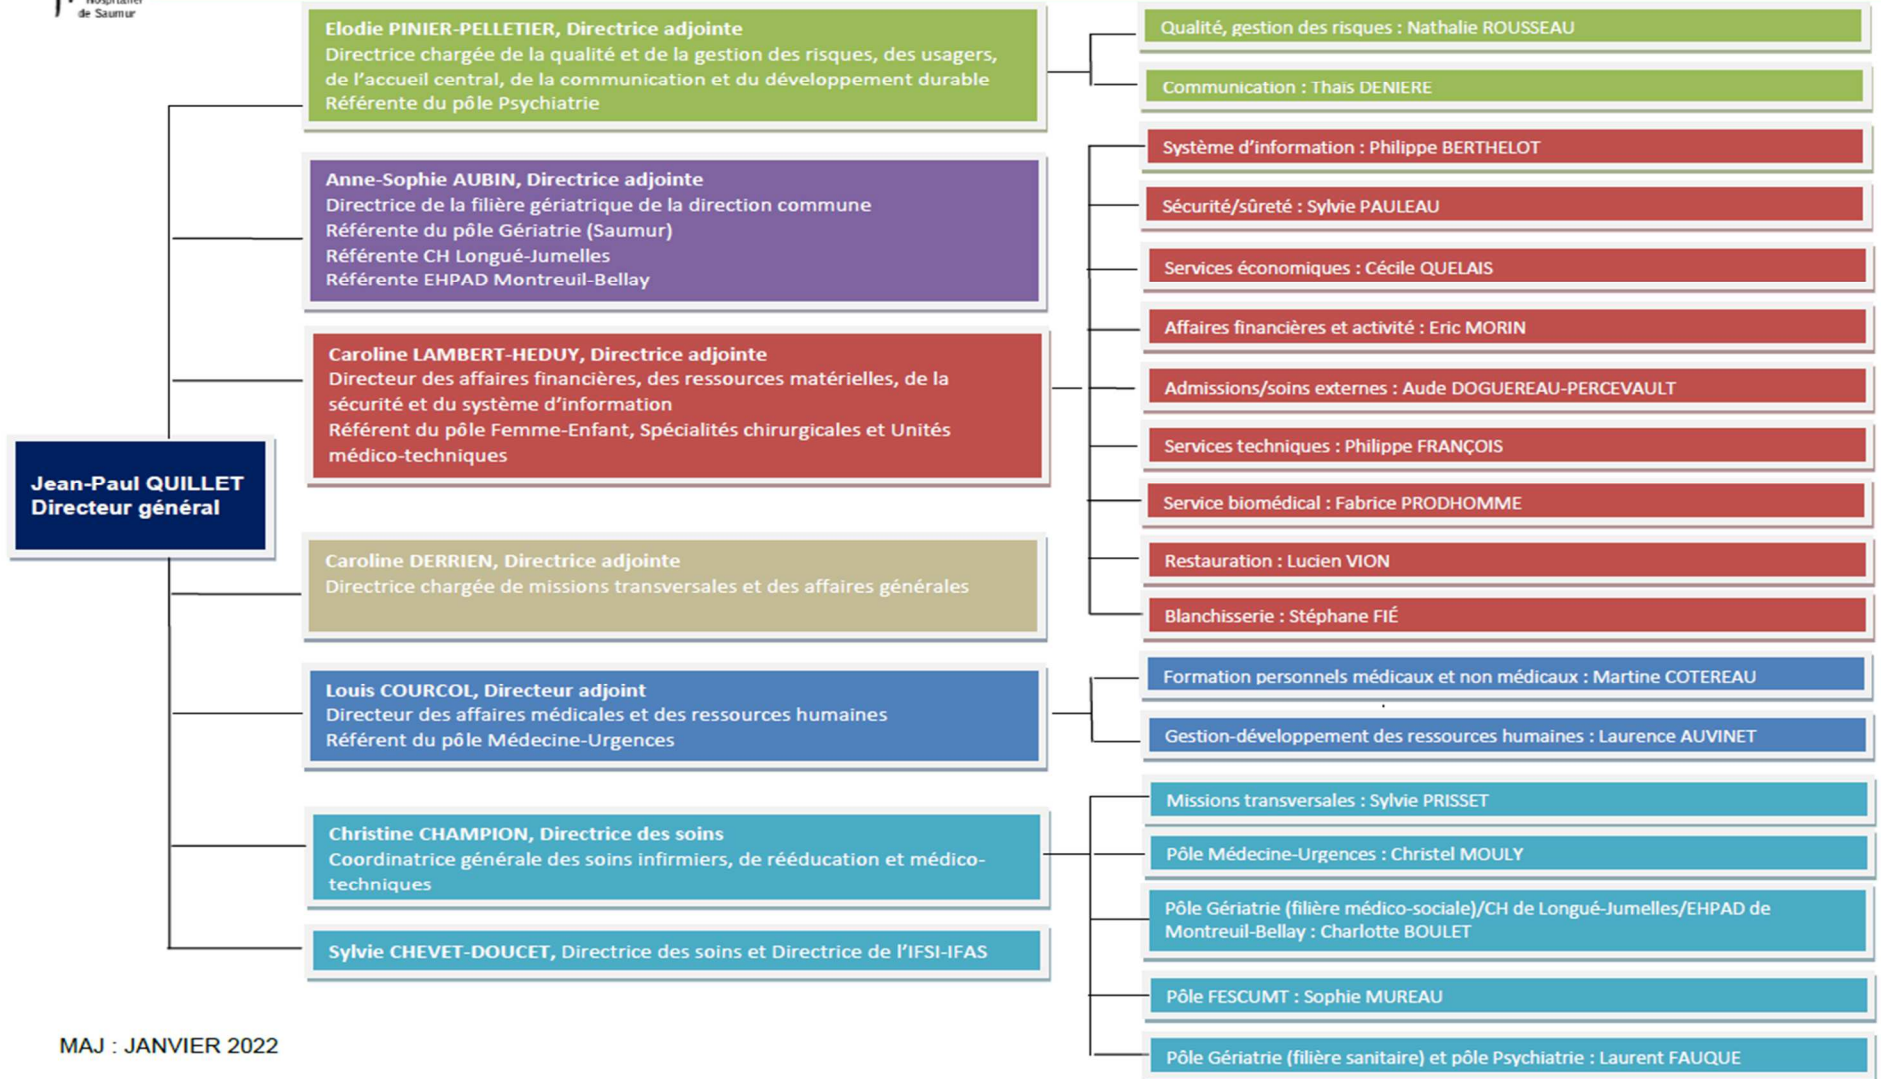 Hospitalier
de Saumur
Elodie PINIER-PELLETIER, Directrice adjointe
Directrice chargée de la qualité et de la gestion des risques, des usagers,
de l'accueil central, de la communication et du développement durable
Référente du pôle Psychiatrie
Qualité, gestion des risques : Nathalie ROUSSEAU
Communication : Thaïs DENIERE
Anne-Sophie AUBIN, Directrice adjointe
Directrice de la filière gériatrique de la direction commune
Référente du pôle Gériatrie (Saumur)
Référente CH Longué-Jumelles
Référente EHPAD Montreuil-Bellay
Caroline LAMBERT-HEDUY, Directrice adjointe
Directeur des affaires financières, des ressources matérielles, de la
sécurité et du système d'information
Référent du pôle Femme-Enfant, Spécialités chirurgicales et Unités
médico-techniques
Système d'information : Philippe BERTHELOT
Sécurité/sûreté : Sylvie PAULEAU
Services économiques : Cécile QUELAIS
Affaires financières et activité : Eric MORIN
Admissions/soins externes : Aude DOGUEREAU-PERCEVAULT
Services techniques : Philippe FRANÇOIS
Service biomédical : Fabrice PRODHOMME
Restauration : Lucien VION
Blanchisserie : Stéphane FIÉ
Jean-Paul QUILLET
Directeur général
Caroline DERRIEN, Directrice adjointe
Directrice chargée de missions transversales et des affaires générales
Louis COURCOL, Directeur adjoint
Directeur des affaires médicales et des ressources humaines
Référent du pôle Médecine-Urgences
Formation personnels médicaux et non médicaux : Martine COTEREAU
Gestion-développement des ressources humaines : Laurence AUVINET
Christine CHAMPION, Directrice des soins
Coordinatrice générale des soins infirmiers, de rééducation et médico-
techniques
Missions transversales : Sylvie PRISSET
Pôle Médecine-Urgences : Christel MOULY
Pôle Gériatrie (filière médico-sociale)/CH de Longué-Jumelles/EHPAD de
Montreuil-Bellay : Charlotte BOULET
Pôle FESCUMT : Sophie MUREAU
Pôle Gériatrie (filière sanitaire) et pôle Psychiatrie : Laurent FAUQUE
Sylvie CHEVET-DOUCET, Directrice des soins et Directrice de l'IFSI-IFAS
MAJ : JANVIER 2022